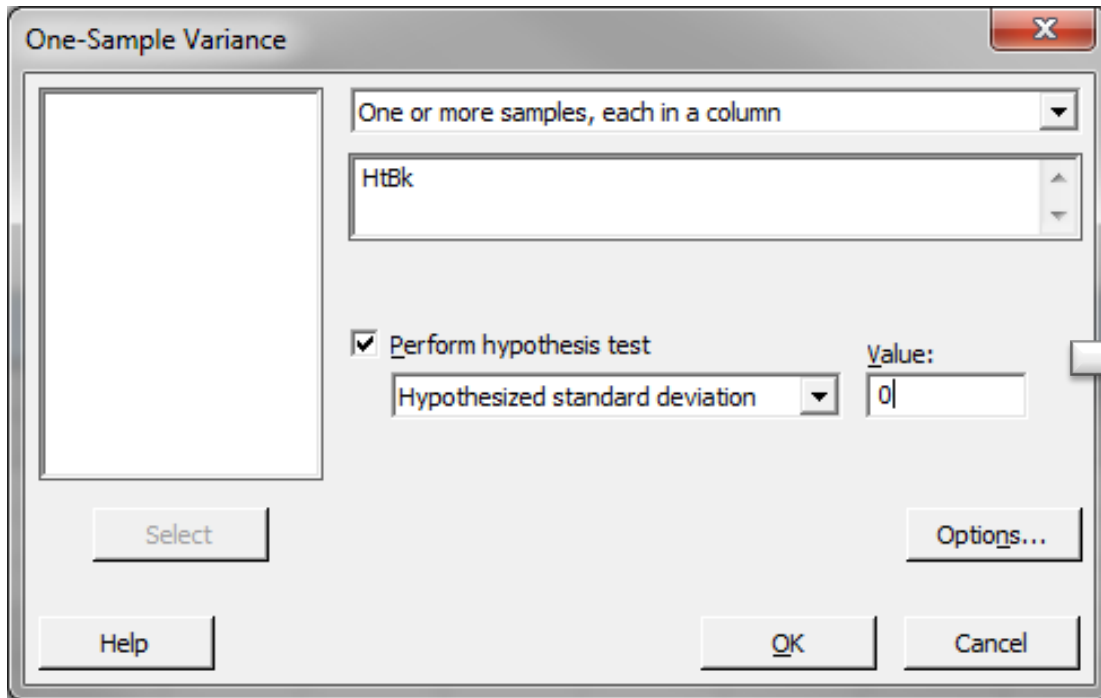 One-Sample Variance
One or more samples, each in a column
HtBk
Perform hypothesis test
Value:
Hypothesized standard deviation
0
Select
Options...
Help
OK
Cancel